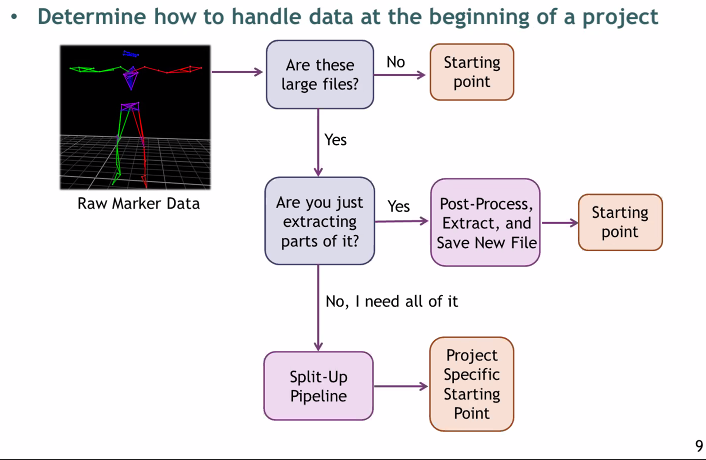 • Determine how to handle data at the beginning of a project
Are these
large files?
No
Starting
point
Yes
Raw Marker Data
Are you just
extracting
parts of it?
Yes
Post-Process,
Extract, and
Save New File
Starting
point
No, I need all of it
Split-Up
Pipeline
Project
Specific
Starting
Point
9